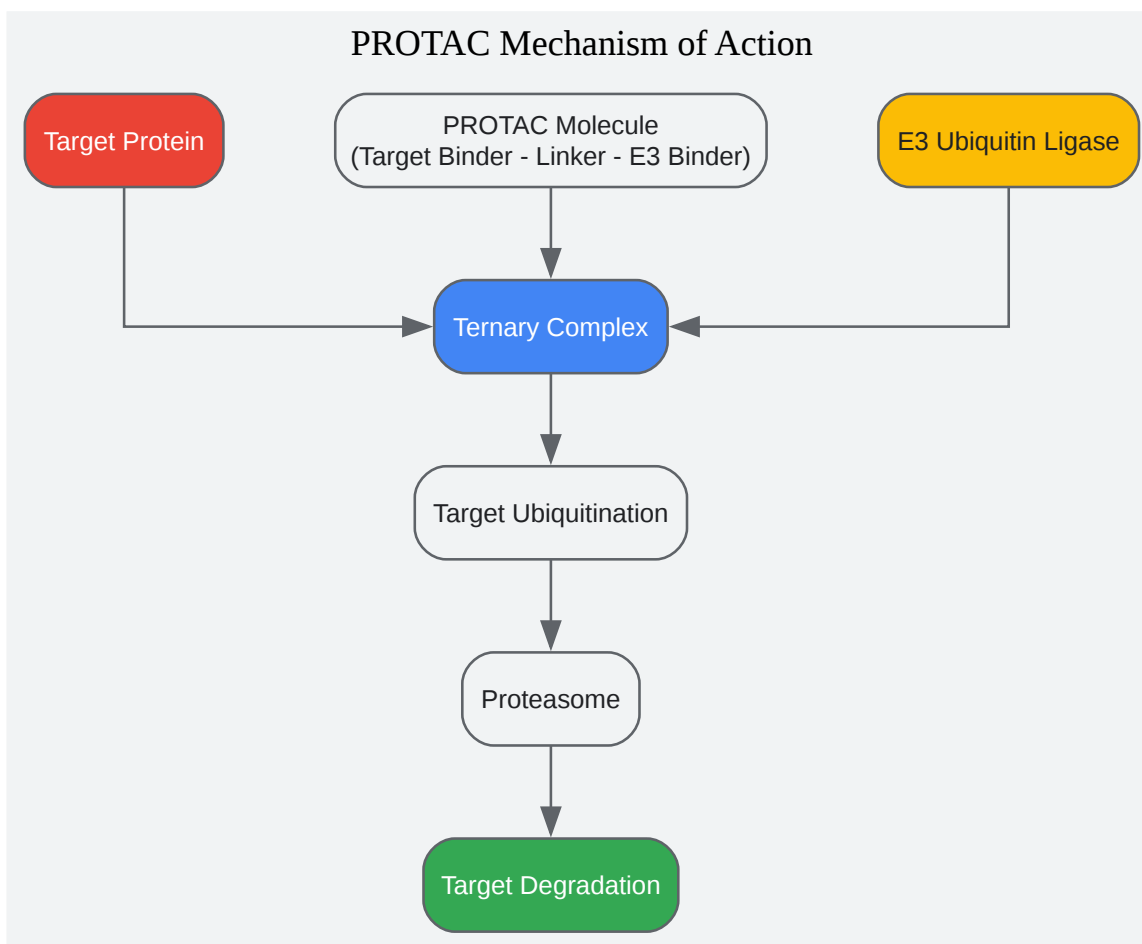 PROTAC Mechanism of Action
Target Protein
PROTAC Molecule
(Target Binder - Linker - E3 Binder)
E3 Ubiquitin Ligase
Ternary Complex
Target Ubiquitination
Proteasome
Target Degradation